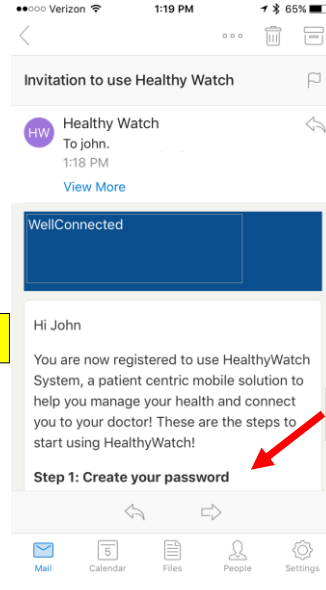 Verizon 1:19 PM 65%
Invitation to use Healthy Watch
HW Healthy Watch
To john.
1:18 PM
View More
WellConnected
Hi John
You are now registered to use HealthyWatch
System, a patient centric mobile solution to
help you manage your health and connect
you to your doctor! These are the steps to
start using HealthyWatch!
Step 1: Create your password
5
Mail Calendar Files People Settings